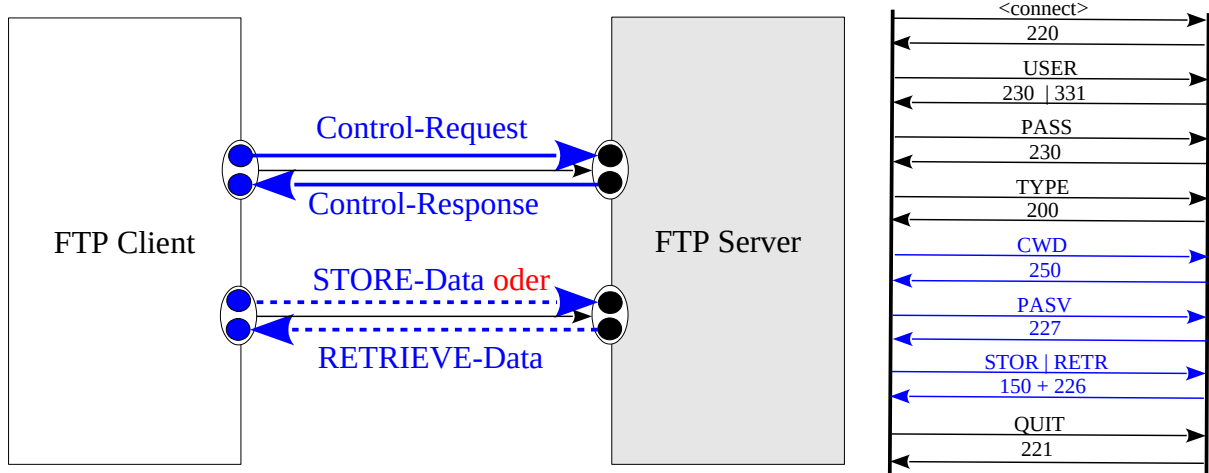 Control-Request
Control-Response
FTP Client
FTP Server
STORE-Data oder
RETRIEVE-Data
<connect>
220
USER
230 | 331
PASS
230
TYPE
200
CWD
250
PASV
227
STOR | RETR
150 + 226
QUIT
221